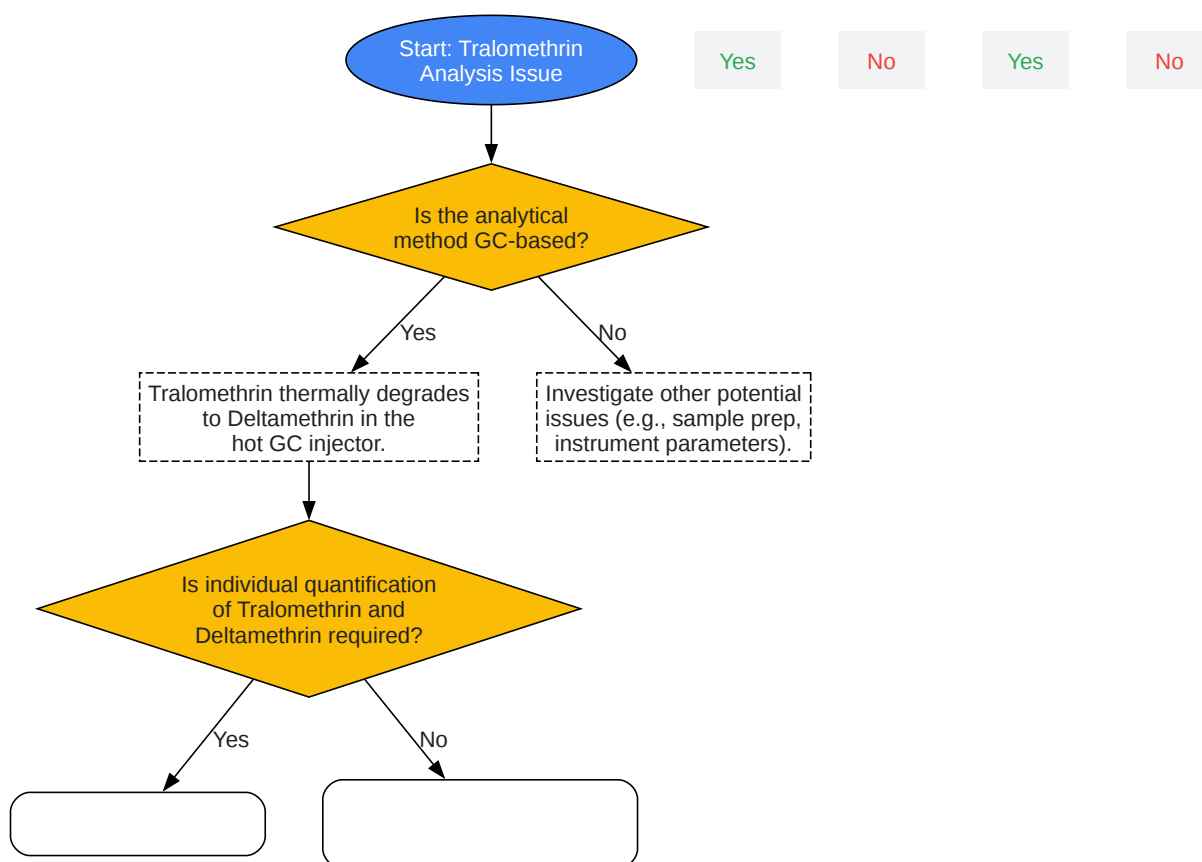 Start: Tralomethrin
Analysis Issue
Yes
No
Yes
No
Is the analytical
method GC-based?
Yes
No
Tralomethrin thermally degrades
to Deltamethrin in the
hot GC injector.
Investigate other potential
issues (e.g., sample prep,
instrument parameters).
Is individual quantification
of Tralomethrin and
Deltamethrin required?
Yes
No